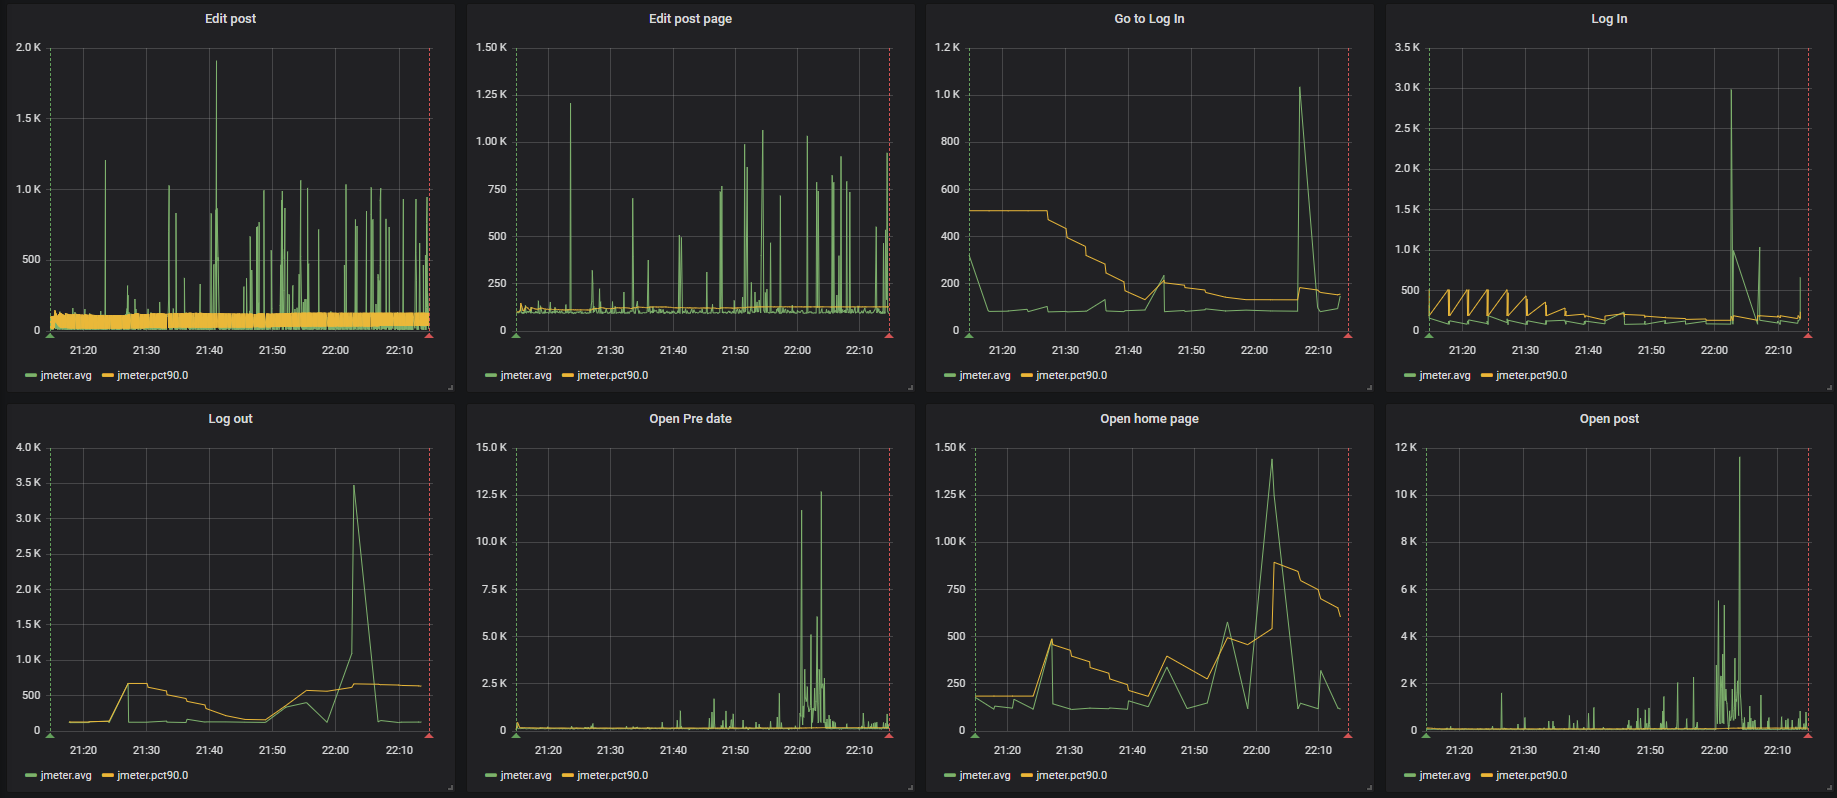 Edit post
2.0 K
1.5 K
1.0 K
500
0
21:20 21:30 21:40 21:50 22:00 22:10
jmeter.avg jmeter.pct90.0
Edit post page
1.50 K
1.25 K
1.00 K
750
500
250
0
21:20 21:30 21:40 21:50 22:00 22:10
jmeter.avg jmeter.pct90.0
Go to Log In
1.2 K
1.0 K
800
600
400
200
0
21:20 21:30 21:40 21:50 22:00 22:10
jmeter.avg jmeter.pct90.0
Log In
3.5 K
3.0 K
2.5 K
2.0 K
1.5 K
1.0 K
500
0
21:20 21:30 21:40 21:50 22:00 22:10
jmeter.avg jmeter.pct90.0
Log out
4.0 K
3.5 K
3.0 K
2.5 K
2.0 K
1.5 K
1.0 K
500
0
21:20 21:30 21:40 21:50 22:00 22:10
jmeter.avg jmeter.pct90.0
Open Pre date
15.0 K
12.5 K
10.0 K
7.5 K
5.0 K
2.5 K
0
21:20 21:30 21:40 21:50 22:00 22:10
jmeter.avg jmeter.pct90.0
Open home page
1.50 K
1.25 K
1.00 K
750
500
250
0
21:20 21:30 21:40 21:50 22:00 22:10
jmeter.avg jmeter.pct90.0
Open post
12 K
10 K
8 K
6 K
4 K
2 K
0
21:20 21:30 21:40 21:50 22:00 22:10
jmeter.avg jmeter.pct90.0